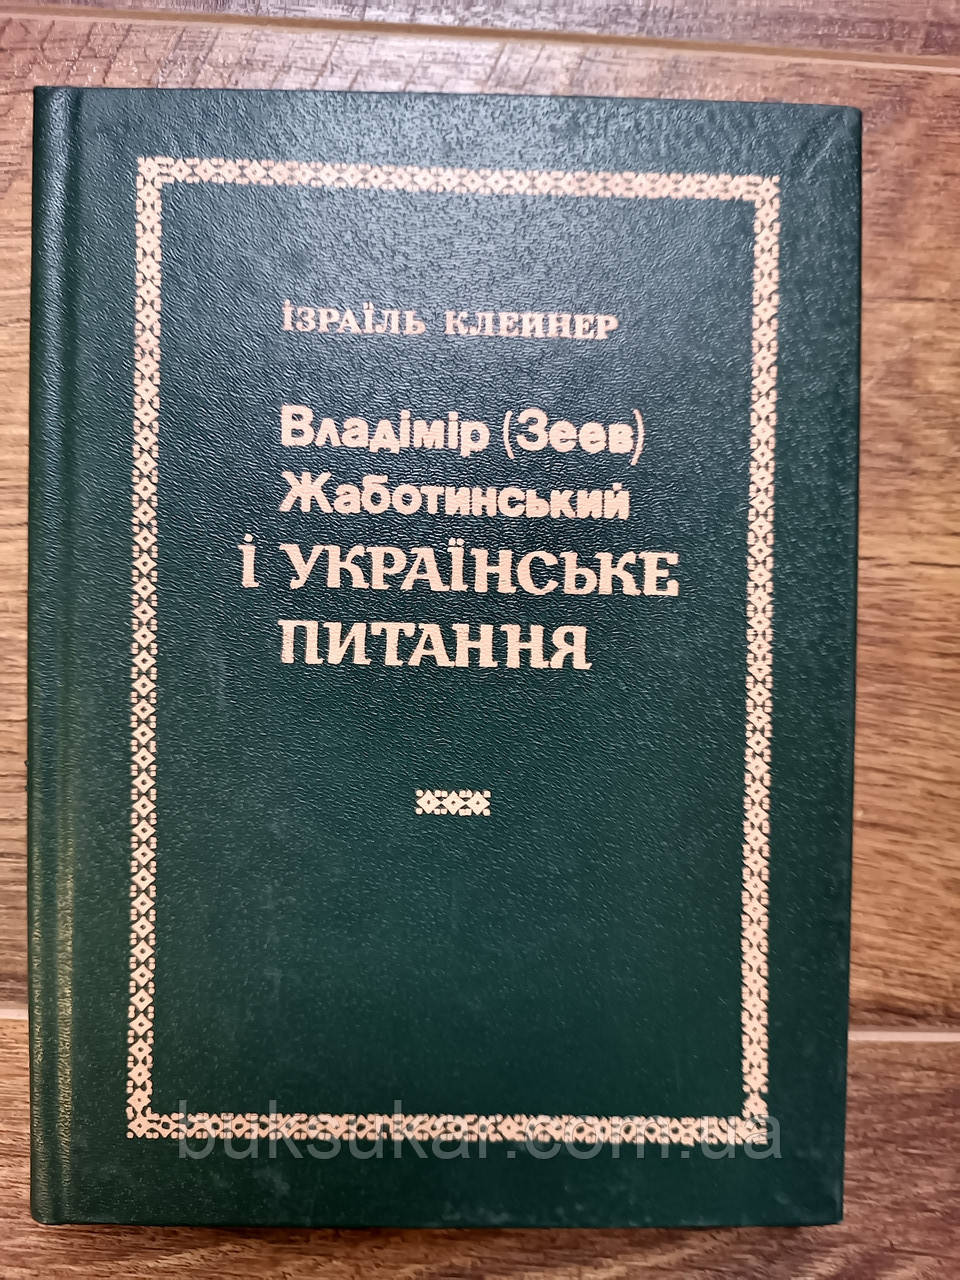 ІЗРАЇЛЬ КЛЕЙНЕР
Владімір (Зеев)
Жаботинський
і УКРАЇНСЬКЕ
ПИТАННЯ
buksukar.com.ua